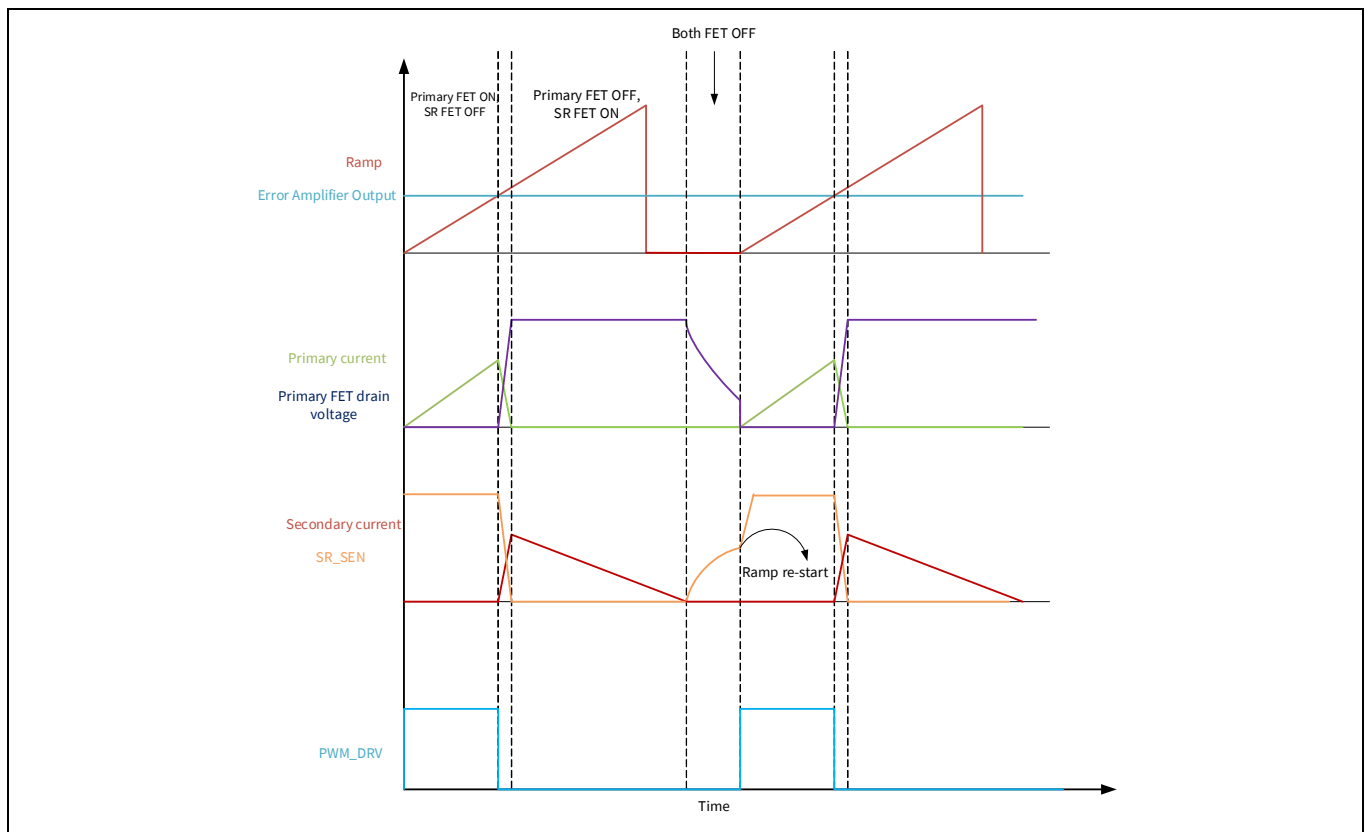 Both FET OFF
Primary FET ON,
SR FET OFF
Primary FET OFF,
SR FET ON
Ramp
Error Amplifier Output
Primary current
Primary FET drain
voltage
Secondary current
SR_SEN
Ramp re-start
PWM_DRV
Time